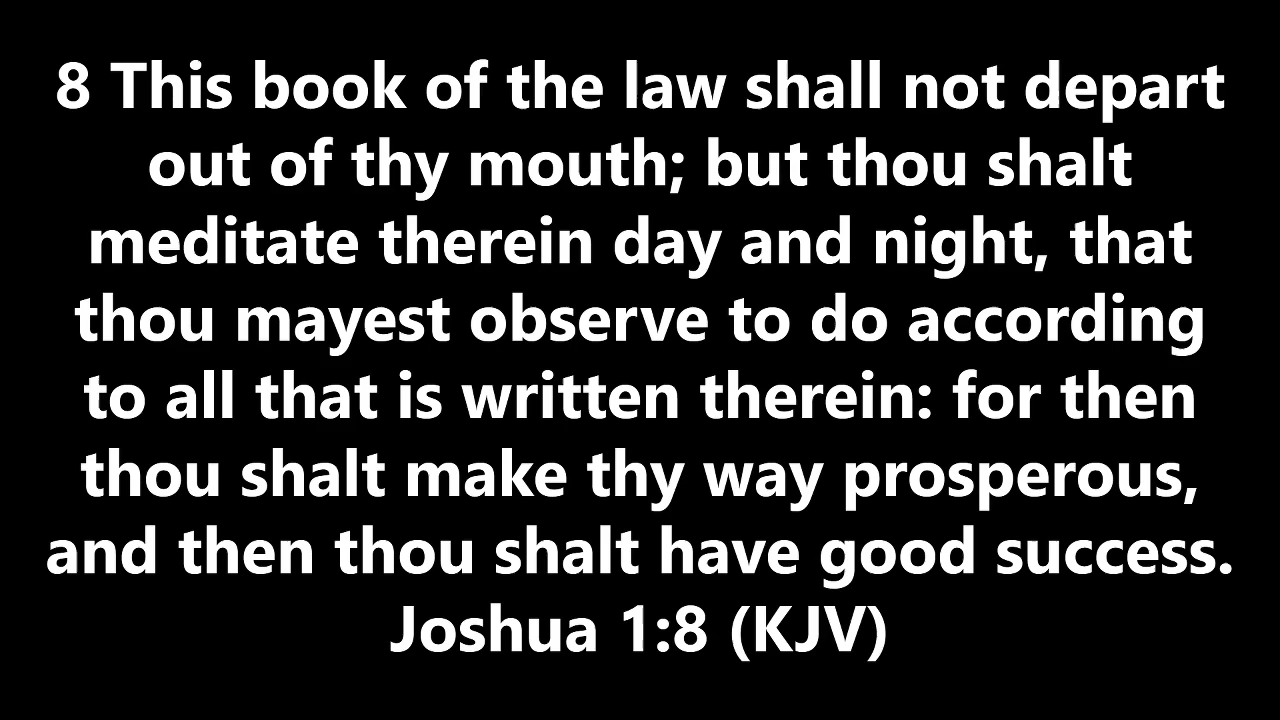 8 This book of the law shall not depart
out of thy mouth; but thou shalt
meditate therein day and night, that
thou mayest observe to do according
to all that is written therein: for then
thou shalt make thy way prosperous,
and then thou shalt have good success.
Joshua 1:8 (KJV)